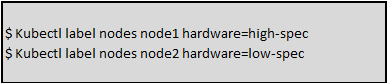 $ Kubectl label nodes node1 hardware=high-spec
$ Kubectl label nodes node2 hardware=low-spec